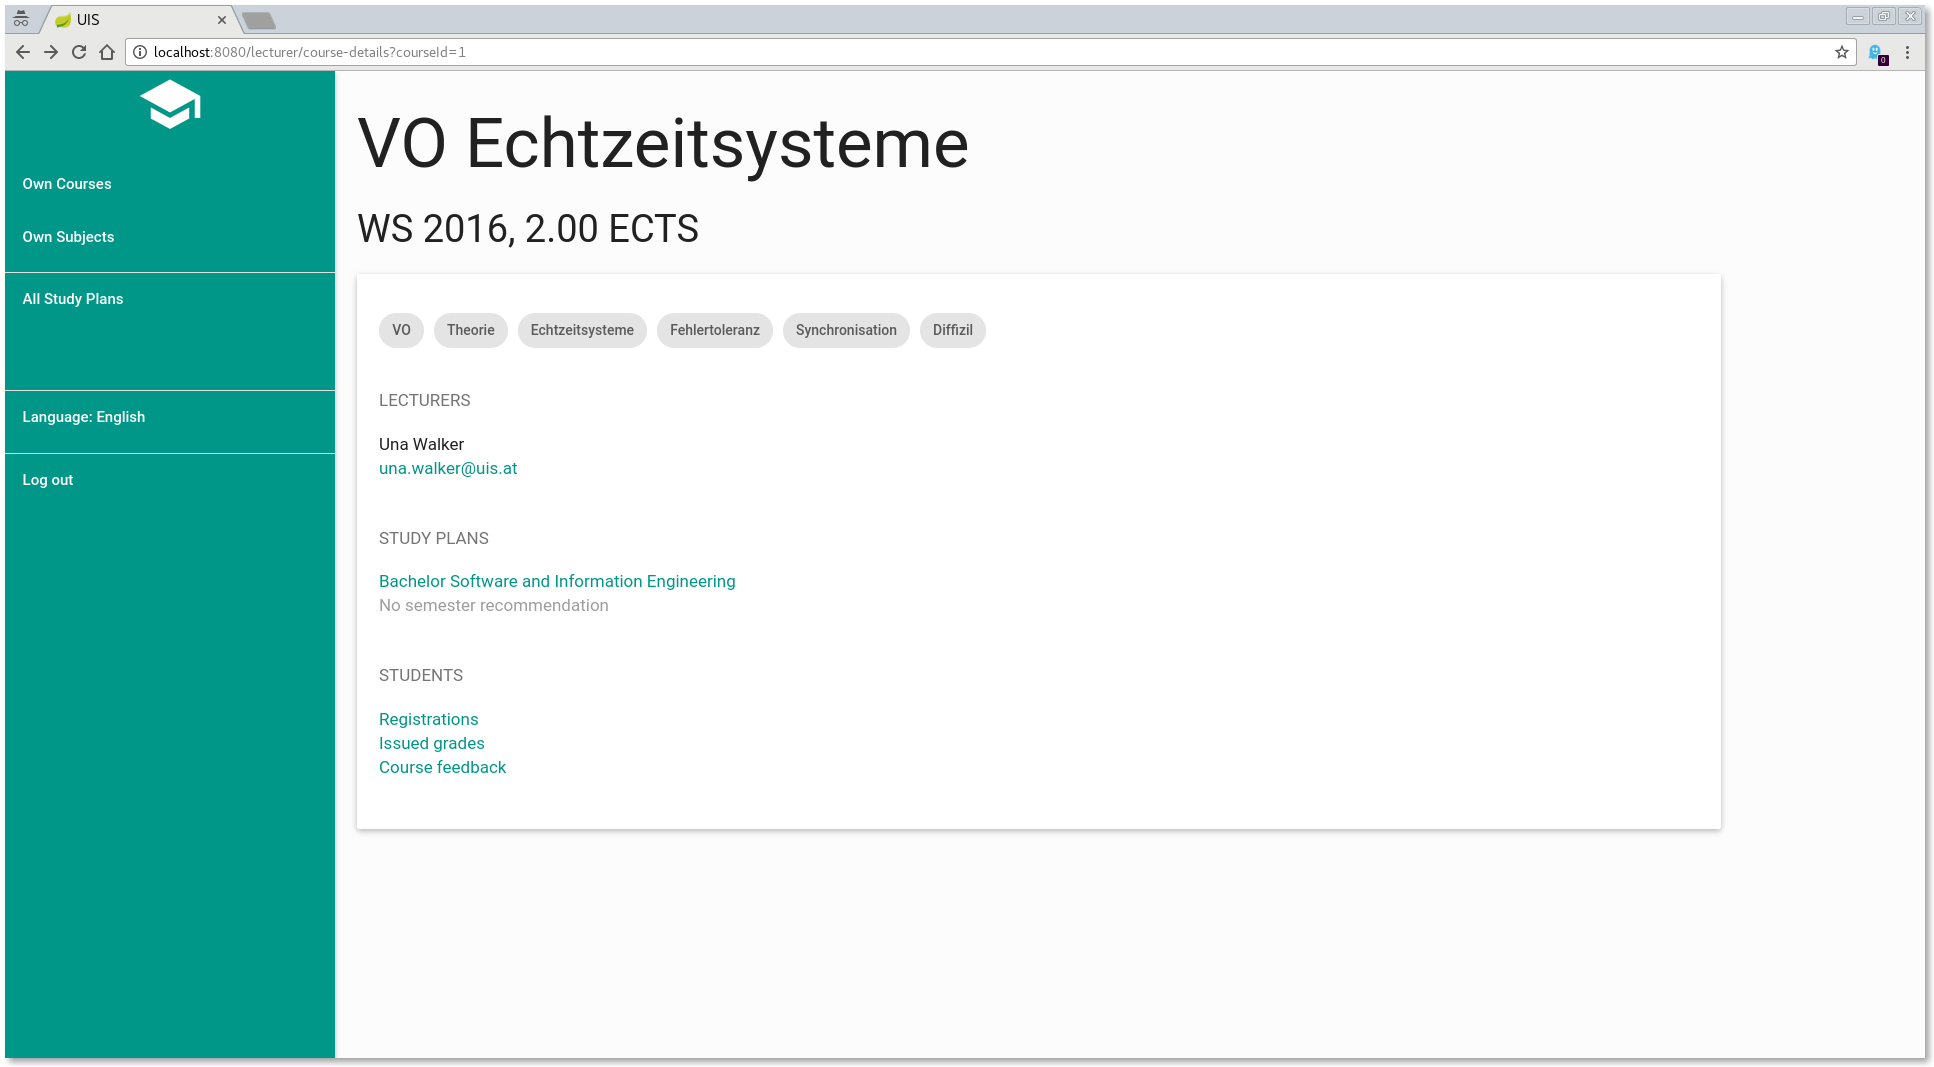 UIS
localhost:8080/lecturer/course-details?courseId=1
0
Own Courses
Own Subjects
All Study Plans
Language: English
Log out
VO Echtzeitsysteme
WS 2016, 2.00 ECTS
VO Theorie Echtzeitsysteme Fehlertoleranz Synchronisation Diffizil
LECTURERS
Una Walker
una.walker@uis.at
STUDY PLANS
Bachelor Software and Information Engineering
No semester recommendation
STUDENTS
Registrations
Issued grades
Course feedback